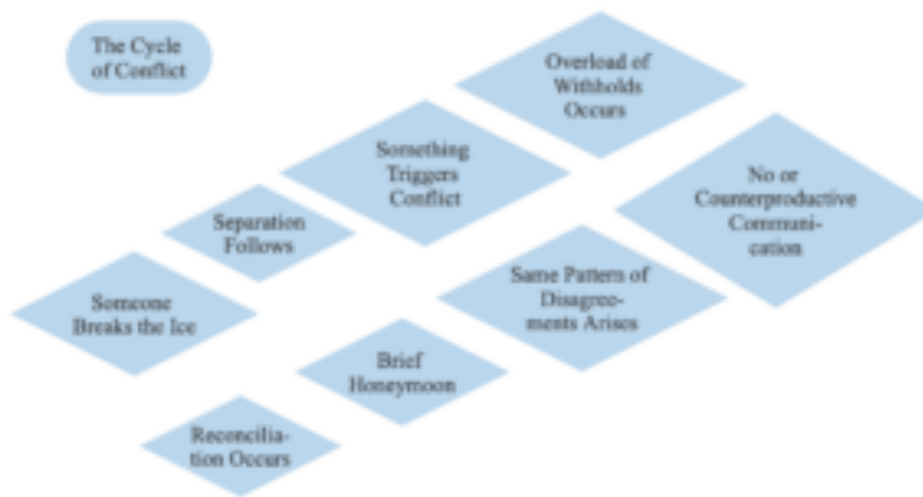 The Cycle
of Conflict
Overload of
Withholds
Occurs
Something
Triggers
Conflict
No or
Counterproductive
Communi-
cation
Separation
Follows
Same Pattern of
Disagree-
ments Arises
Someone
Breaks the Ice
Brief
Honeymoon
Reconcilia-
tion Occurs